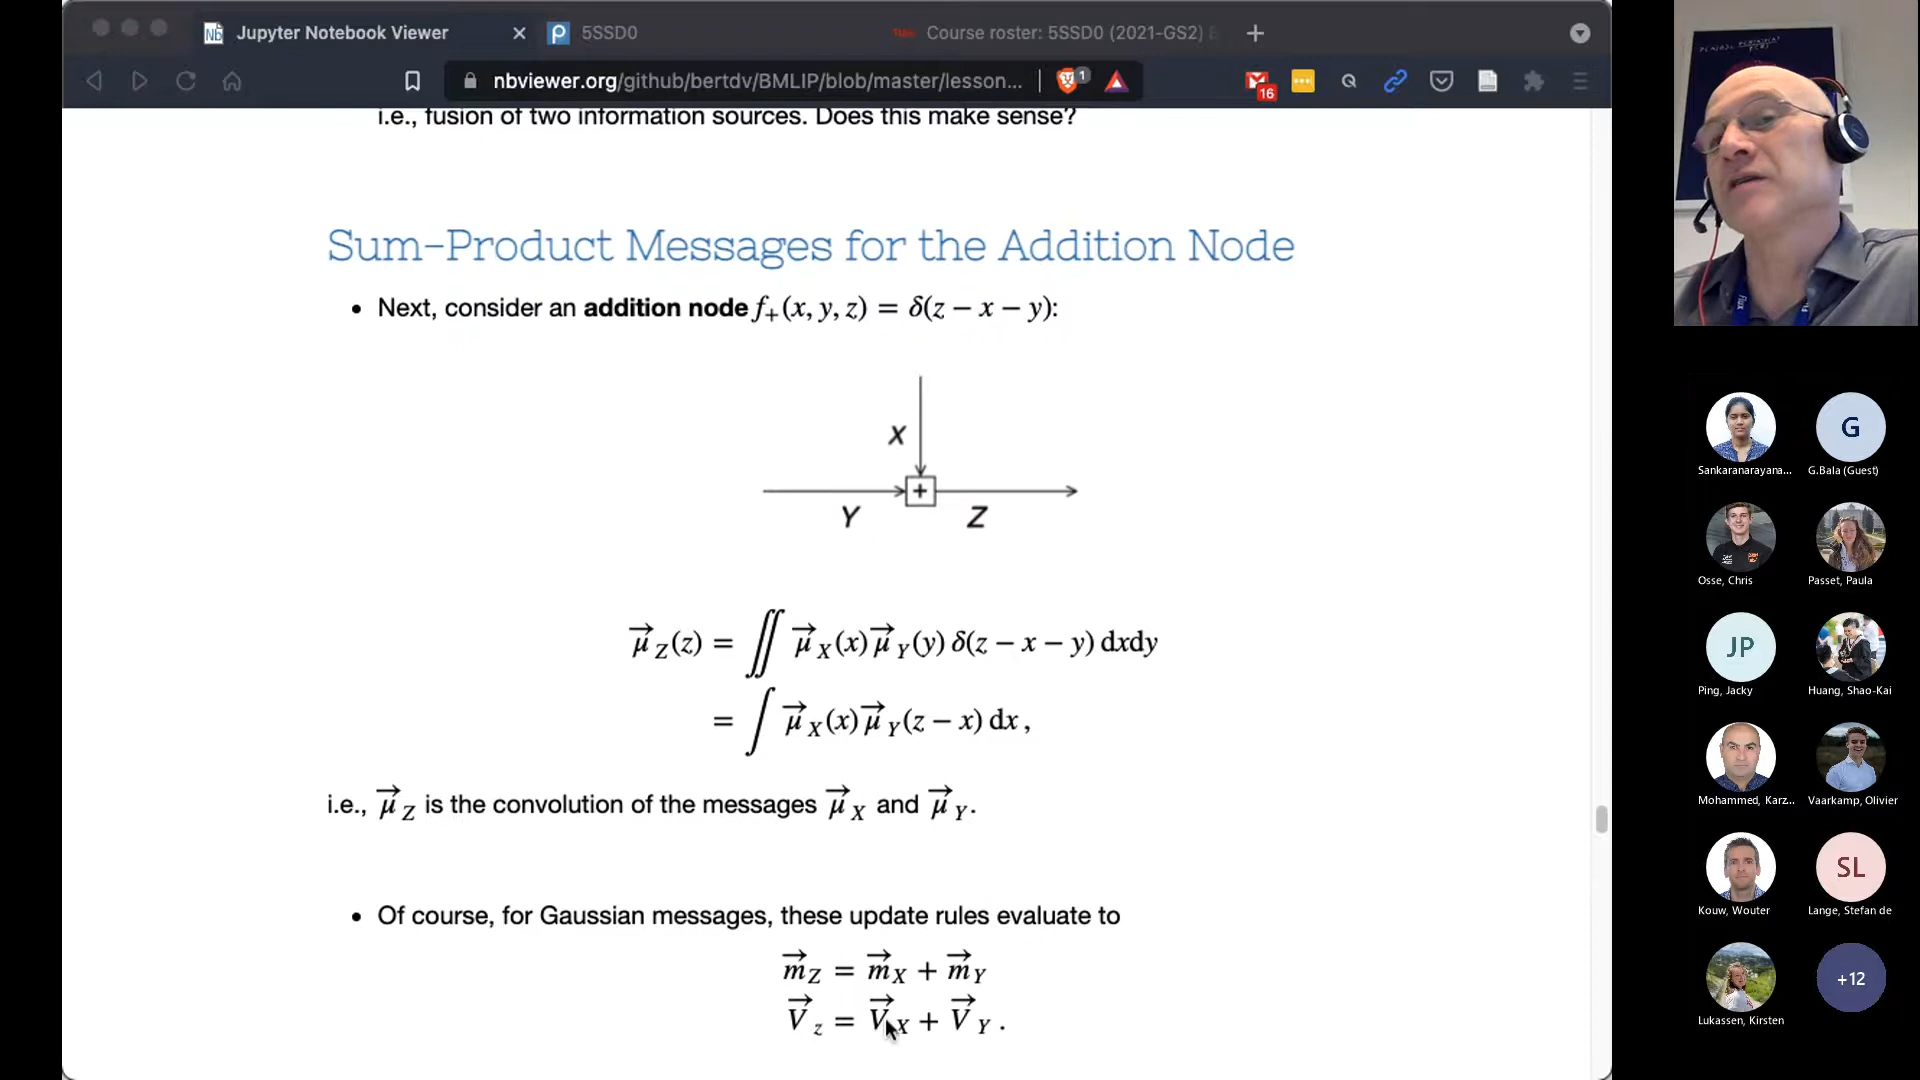 Jupyter Notebook Viewer
5SSD0
Course roster: 5SSD0 (2021-GS2)
nbviewer.org/github/bertdv/BMLIP/blob/master/lesson...
1
16
i.e., fusion of two information sources. Does this make sense?
Sum-Product Messages for the Addition Node
• Next, consider an addition node f₊(x, y, z) = δ(z − x − y):
X
+
Y
Z
μ⃗_Z(z) = ∬ μ⃗_X(x) μ⃗_Y(y) δ(z − x − y) dxdy
= ∫ μ⃗_X(x) μ⃗_Y(z − x) dx ,
i.e., μ⃗_Z is the convolution of the messages μ⃗_X and μ⃗_Y.
• Of course, for Gaussian messages, these update rules evaluate to
m⃗_Z = m⃗_X + m⃗_Y
V⃗_z = V⃗_X + V⃗_Y .
Sankaranarayana...
G
G.Bala (Guest)
Osse, Chris
Passet, Paula
JP
Ping, Jacky
Huang, Shao-Kai
Mohammed, Karz...
Vaarkamp, Olivier
Kouw, Wouter
SL
Lange, Stefan de
Lukassen, Kirsten
+12